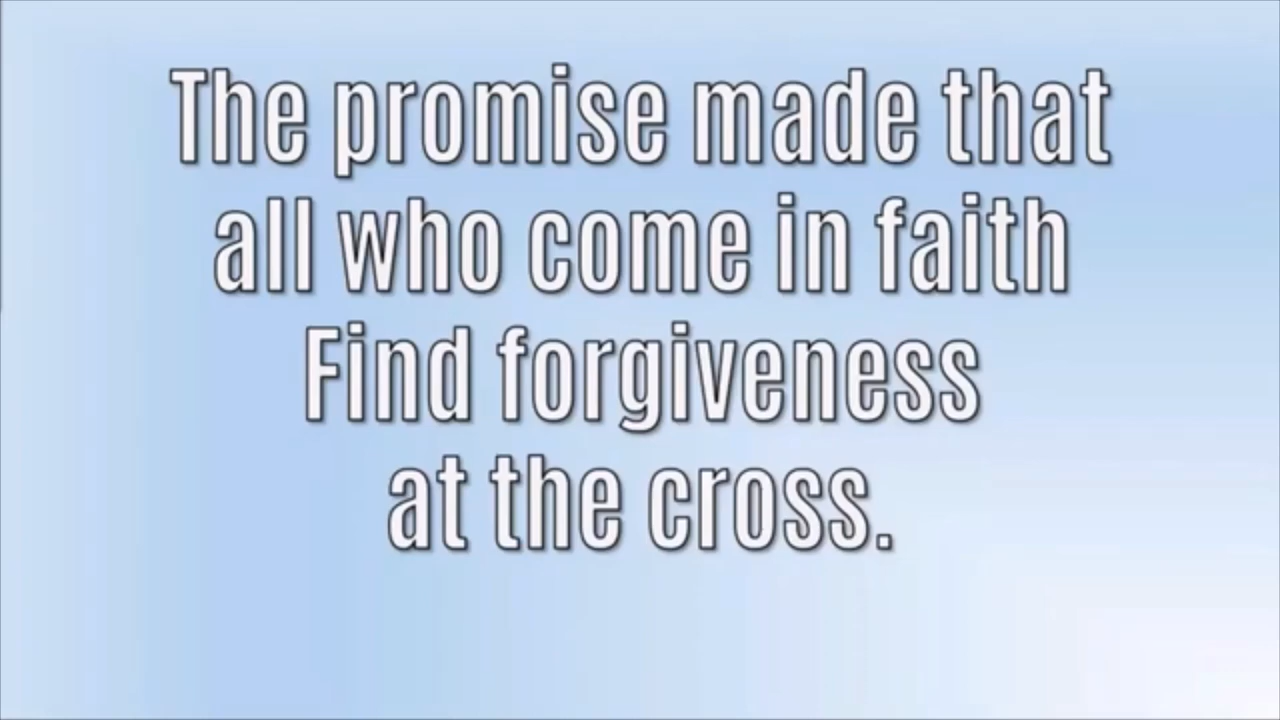 The promise made that
all who come in faith
Find forgiveness
at the cross.